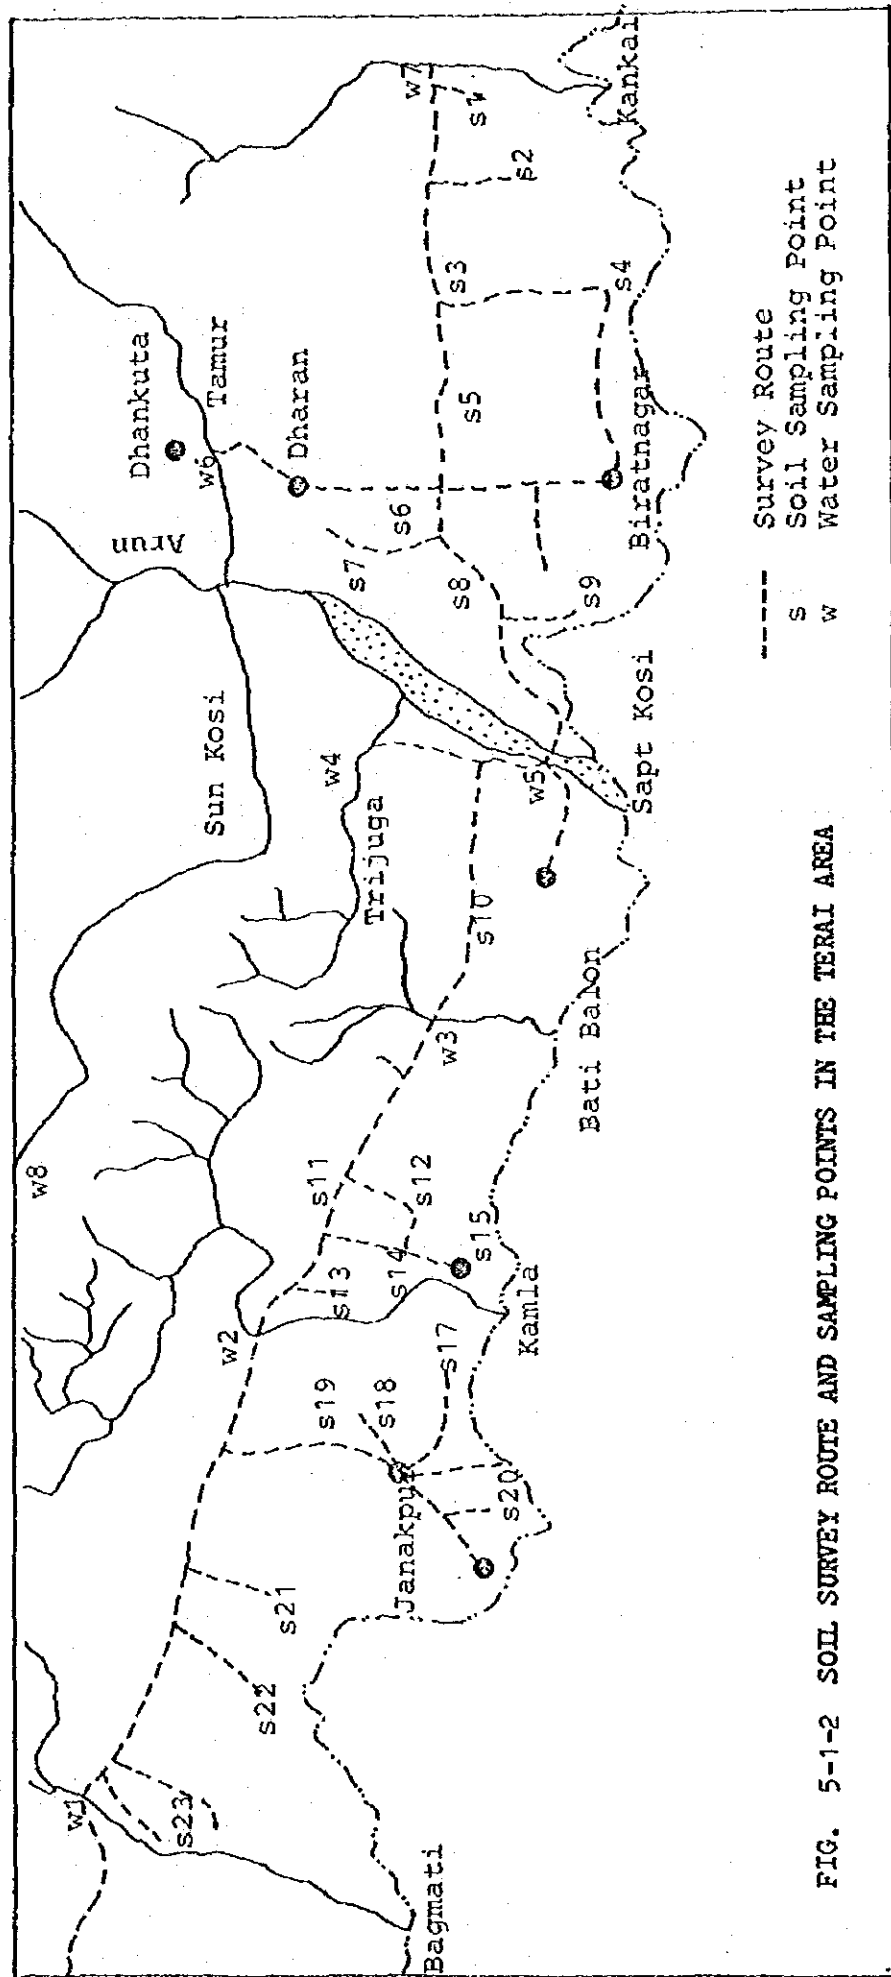 w8
Arun
Dhankuta
Tamur
w6
Dharan
Sun Kosi
w4
Trijuga
s7
s6
w7
s1
s2
s3
s5
s8
s4
s9
Biratnagar
Kankai
w5
Sapt Kosi
s10
w3
Bati Balon
s11
s12
s13
s14
s15
Kamla
w2
s17
s18
s19
Janakpur
s20
s21
s22
w1
s23
Bagmati
----- Survey Route
s Soil Sampling Point
w Water Sampling Point
FIG. 5-1-2 SOIL SURVEY ROUTE AND SAMPLING POINTS IN THE TERAI AREA